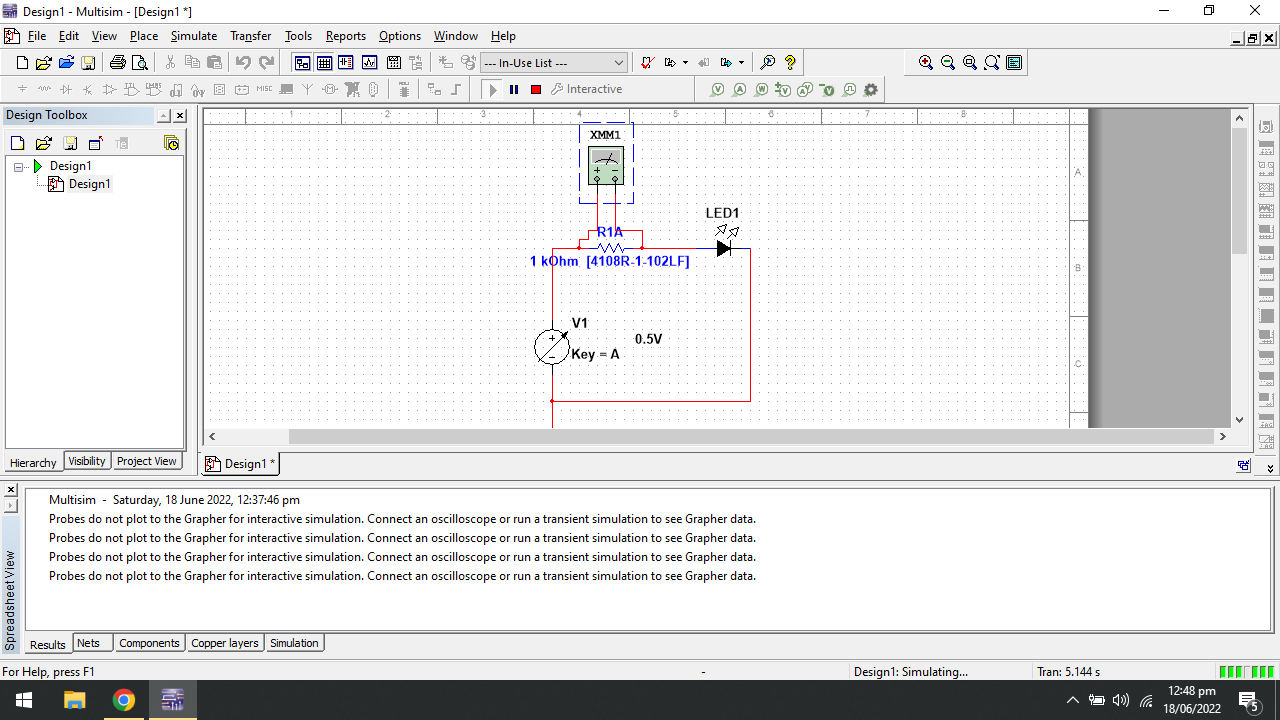 Design1 - Multisim - [Design1 *]
File Edit View Place Simulate Transfer Tools Reports Options Window Help
--- In-Use List ---
Interactive
Design Toolbox
Design1
Design1
Hierarchy Visibility Project View
1 2 3 4 5 6 7 8
A
B
C
XMM1
LED1
R1A
1 kOhm [4108R-1-102LF]
V1
0.5V
Key = A
Design1 *
Spreadsheet View
Multisim - Saturday, 18 June 2022, 12:37:46 pm
Probes do not plot to the Grapher for interactive simulation. Connect an oscilloscope or run a transient simulation to see Grapher data.
Probes do not plot to the Grapher for interactive simulation. Connect an oscilloscope or run a transient simulation to see Grapher data.
Probes do not plot to the Grapher for interactive simulation. Connect an oscilloscope or run a transient simulation to see Grapher data.
Probes do not plot to the Grapher for interactive simulation. Connect an oscilloscope or run a transient simulation to see Grapher data.
Results Nets Components Copper layers Simulation
For Help, press F1 - Design1: Simulating... Tran: 5.144 s
12:48 pm
18/06/2022
5